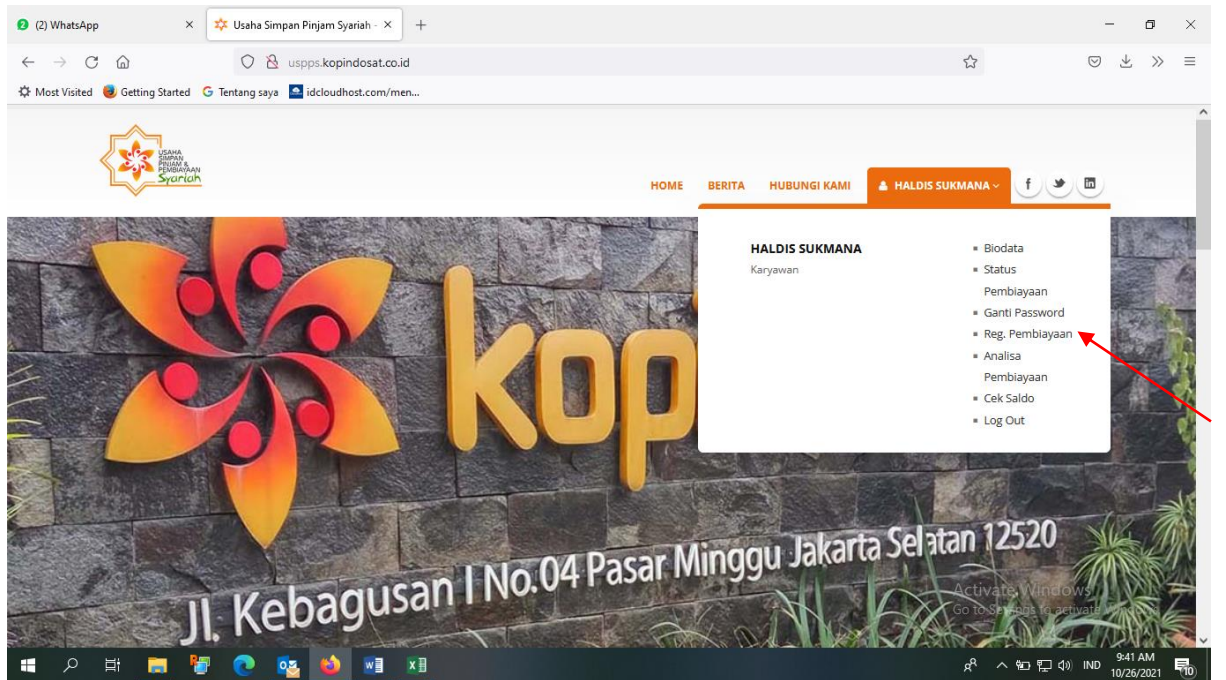 (2) WhatsApp
Usaha Simpan Pinjam Syariah -
uspps.kopindosat.co.id
Most Visited
Getting Started
Tentang saya
idcloudhost.com/men...
USAHA
SIMPAN
PINJAM &
PEMBIAYAAN
Syariah
HOME
BERITA
HUBUNGI KAMI
HALDIS SUKMANA
HALDIS SUKMANA
Karyawan
Biodata
Status
Pembiayaan
Ganti Password
Reg. Pembiayaan
Analisa
Pembiayaan
Cek Saldo
Log Out
kop
Jl. Kebagusan I No.04 Pasar Minggu Jakarta Selatan 12520
Activate Windows
Go to Settings to activate Windows.
IND
9:41 AM
10/26/2021